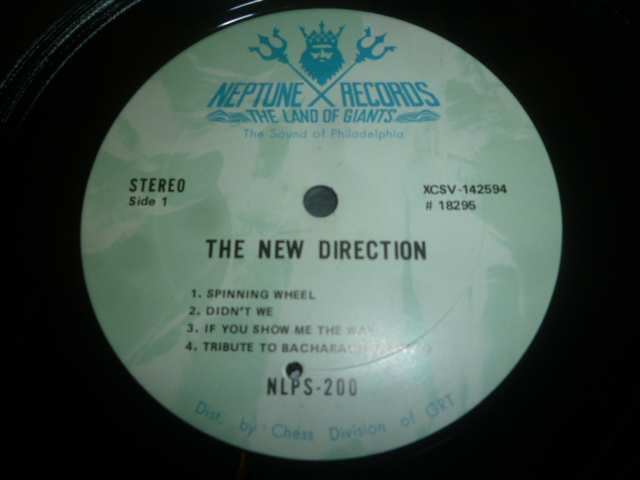 NEPTUNE RECORDS
THE LAND OF GIANTS
The Sound of Philadelphia
STEREO
Side 1
XCSV-142594
# 18295
THE NEW DIRECTION
1. SPINNING WHEEL
2. DIDN'T WE
3. IF YOU SHOW ME THE WAY
4. TRIBUTE TO BACHARACH
NLPS-200
Dist. by Chess Division of GRT